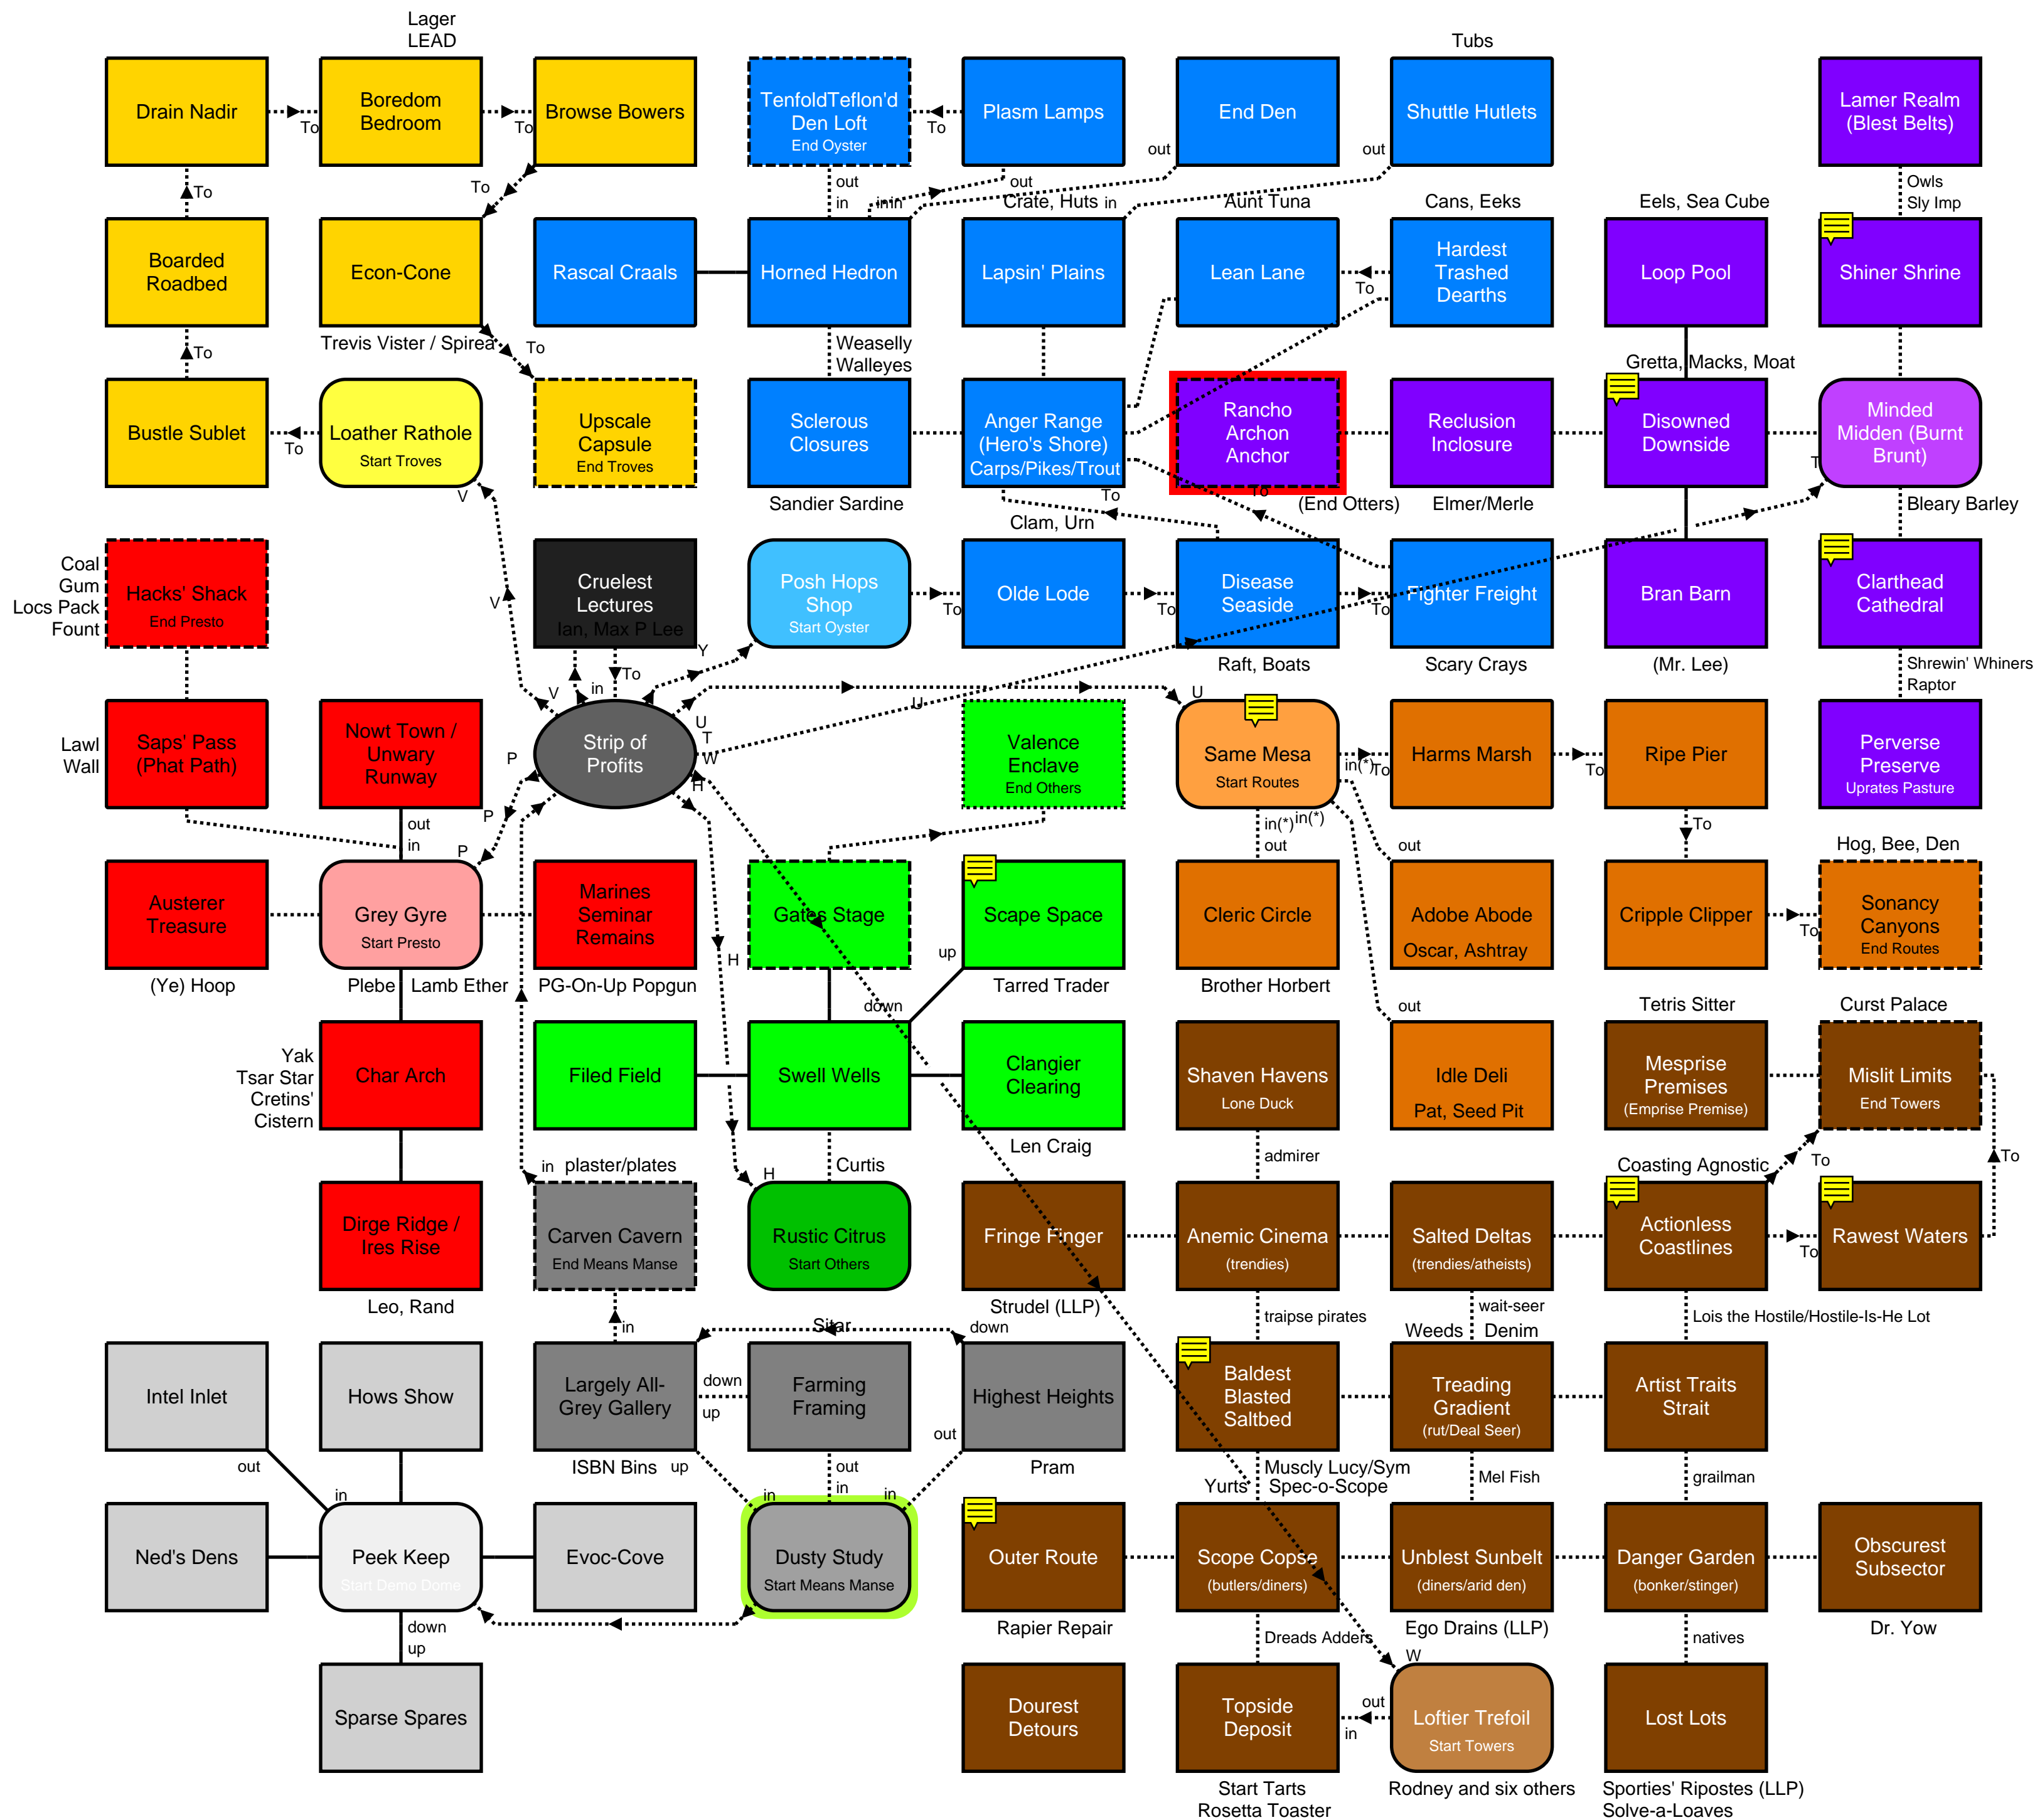 Lager
LEAD
Tubs
Drain Nadir
To
Boredom
Bedroom
To
Browse Bowers
TenfoldTeflon'd
Den Loft
End Oyster
To
Plasm Lamps
End Den
Shuttle Hutlets
Lamer Realm
(Blest Belts)
To
To
out
in
in
in
out
Crate, Huts
in
out
Aunt Tuna
out
Cans, Eeks
Eels, Sea Cube
Owls
Sly Imp
Boarded
Roadbed
Econ-Cone
Rascal Craals
Horned Hedron
Lapsin' Plains
Lean Lane
To
Hardest
Trashed
Dearths
Loop Pool
Shiner Shrine
To
Trevis Vister / Spirea
To
Weaselly
Walleyes
Gretta, Macks, Moat
Bustle Sublet
To
Loather Rathole
Start Troves
Upscale
Capsule
End Troves
Sclerous
Closures
Anger Range
(Hero's Shore)
Carps/Pikes/Trout
Rancho
Archon
Anchor
Reclusion
Inclosure
Disowned
Downside
Minded
Midden (Burnt
Brunt)
T
V
Sandier Sardine
To
To
(End Otters)
Elmer/Merle
Bleary Barley
Clam, Urn
Coal
Gum
Locs Pack
Fount
Hacks' Shack
End Presto
V
Cruelest
Lectures
Ian, Max P Lee
Posh Hops
Shop
Start Oyster
To
Olde Lode
To
Disease
Seaside
To
Fighter Freight
Bran Barn
Clarthead
Cathedral
V
in
To
Y
Raft, Boats
Scary Crays
(Mr. Lee)
Shrewin' Whiners
Raptor
Lawl
Wall
Saps' Pass
(Phat Path)
Nowt Town /
Unwary
Runway
P
Strip of
Profits
U
T
W
H
U
Valence
Enclave
End Others
U
Same Mesa
Start Routes
in(*)
To
Harms Marsh
To
Ripe Pier
Perverse
Preserve
Uprates Pasture
out
in
P
P
in(*)
in(*)
out
out
To
Hog, Bee, Den
Austerer
Treasure
Grey Gyre
Start Presto
Marines
Seminar
Remains
H
Gates Stage
up
Scape Space
Cleric Circle
Adobe Abode
Oscar, Ashtray
Cripple Clipper
To
Sonancy
Canyons
End Routes
(Ye) Hoop
Plebe
Lamb Ether
PG-On-Up Popgun
down
Tarred Trader
Brother Horbert
out
Tetris Sitter
Curst Palace
Yak
Tsar Star
Cretins'
Cistern
Char Arch
Filed Field
Swell Wells
Clangier
Clearing
Shaven Havens
Lone Duck
Idle Deli
Pat, Seed Pit
Mesprise
Premises
(Emprise Premise)
Mislit Limits
End Towers
in
plaster/plates
H
Curtis
Len Craig
admirer
Coasting Agnostic
To
To
Dirge Ridge /
Ires Rise
Carven Cavern
End Means Manse
Rustic Citrus
Start Others
Fringe Finger
Anemic Cinema
(trendies)
Salted Deltas
(trendies/atheists)
Actionless
Coastlines
To
Rawest Waters
Leo, Rand
in
Sitar
down
Strudel (LLP)
traipse pirates
wait-seer
Weeds
Denim
Lois the Hostile/Hostile-Is-He Lot
Intel Inlet
Hows Show
Largely All-
Grey Gallery
down
up
Farming
Framing
Highest Heights
Baldest
Blasted
Saltbed
Treading
Gradient
(rut/Deal Seer)
Artist Traits
Strait
out
in
ISBN Bins
up
in
out
in
in
out
Pram
Yurts
Muscly Lucy/Sym
Spec-o-Scope
Mel Fish
grailman
Ned's Dens
Peek Keep
Start Demo Dome
Evoc-Cove
Dusty Study
Start Means Manse
Outer Route
Scope Copse
(butlers/diners)
Unblest Sunbelt
(diners/arid den)
Danger Garden
(bonker/stinger)
Obscurest
Subsector
down
up
Rapier Repair
Dreads Adders
W
Ego Drains (LLP)
natives
Dr. Yow
Sparse Spares
Dourest
Detours
Topside
Deposit
out
in
Loftier Trefoil
Start Towers
Lost Lots
Start Tarts
Rosetta Toaster
Rodney and six others
Sporties' Ripostes (LLP)
Solve-a-Loaves